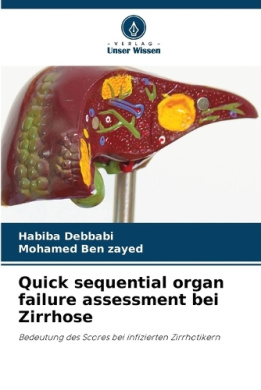 - VERLAG -
Unser Wissen
Habiba Debbabi
Mohamed Ben zayed
Quick sequential organ
failure assessment bei
Zirrhose
Bedeutung des Scores bei infizierten Zirrhotikern